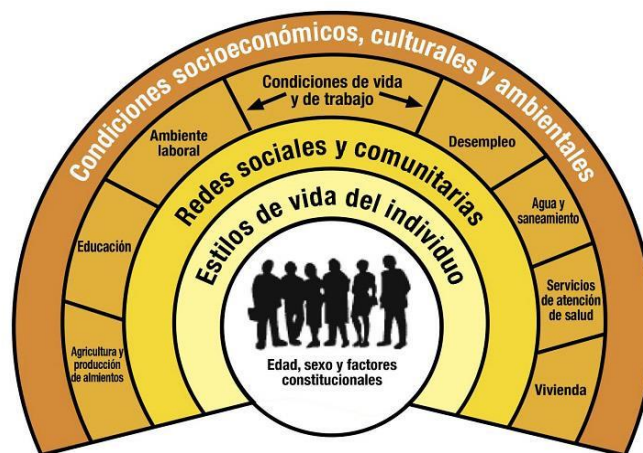 Condiciones socioeconómicos, culturales y ambientales
Condiciones de vida
y de trabajo
Ambiente
laboral
Desempleo
Educación
Agua y
saneamiento
Agricultura y
producción
de almientos
Servicios
de atención
de salud
Vivienda
Redes sociales y comunitarias
Estilos de vida del individuo
Edad, sexo y factores
constitucionales